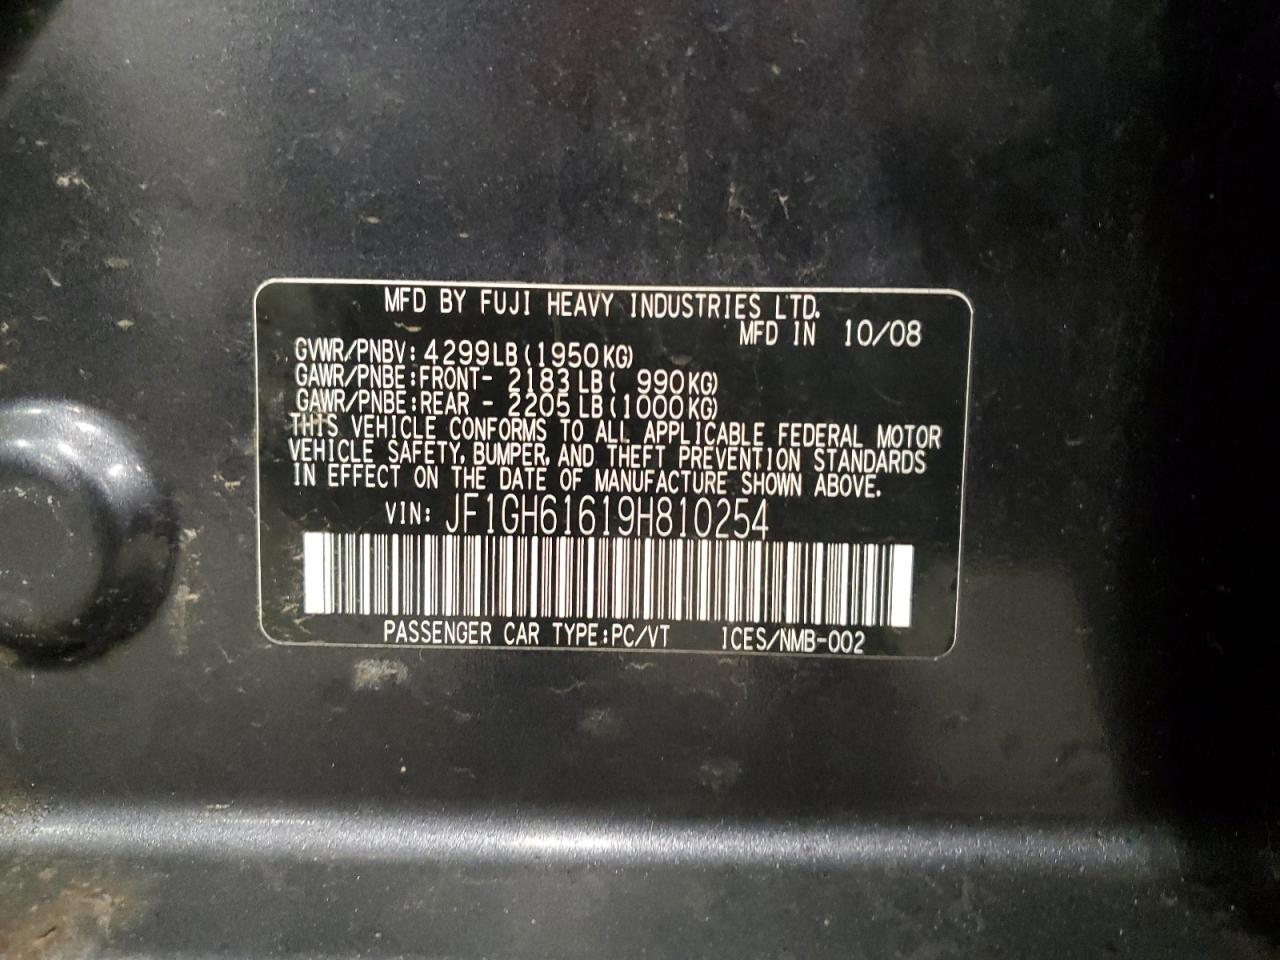 MFD BY FUJI HEAVY INDUSTRIES LTD.
MFD IN 10/08
GVWR/PNBV: 4299LB(1950KG)
GAWR/PNBE:FRONT- 2183LB( 990KG)
GAWR/PNBE:REAR - 2205LB(1000KG)
THIS VEHICLE CONFORMS TO ALL APPLICABLE FEDERAL MOTOR
VEHICLE SAFETY, BUMPER, AND THEFT PREVENTION STANDARDS
IN EFFECT ON THE DATE OF MANUFACTURE SHOWN ABOVE.
VIN: JF1GH61619H810254
PASSENGER CAR TYPE:PC/VT ICES/NMB-002